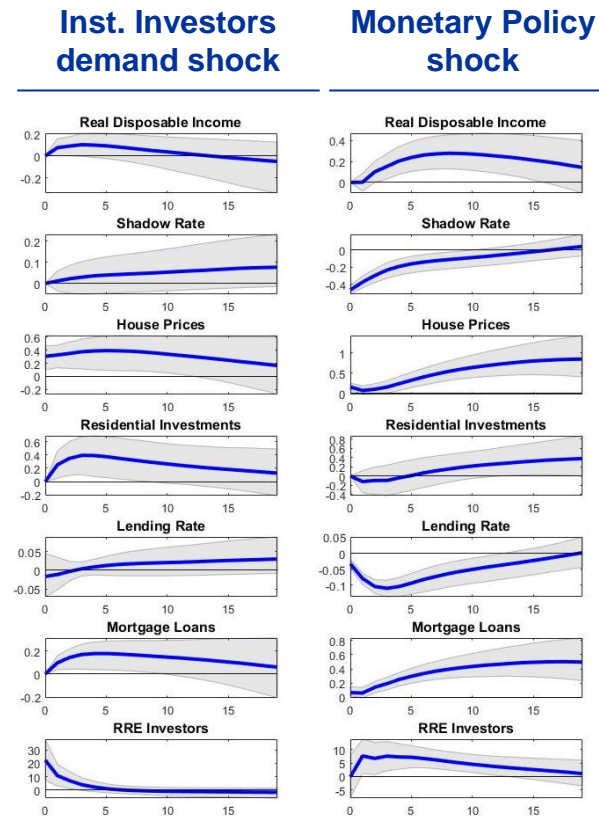 Inst. Investors
demand shock
Monetary Policy
shock
Real Disposable Income
0.2
0
-0.2
0 5 10 15
Real Disposable Income
0.4
0.2
0
0 5 10 15
Shadow Rate
0.2
0.1
0
0 5 10 15
Shadow Rate
0
-0.2
-0.4
0 5 10 15
House Prices
0.6
0.4
0.2
0
-0.2
0 5 10 15
House Prices
1
0.5
0
0 5 10 15
Residential Investments
0.6
0.4
0.2
0
-0.2
0 5 10 15
Residential Investments
0.8
0.6
0.4
0.2
0
-0.2
-0.4
0 5 10 15
Lending Rate
0.05
0
-0.05
0 5 10 15
Lending Rate
0.05
0
-0.05
-0.1
0 5 10 15
Mortgage Loans
0.2
0
-0.2
0 5 10 15
Mortgage Loans
0.8
0.6
0.4
0.2
0
0 5 10 15
RRE Investors
30
20
10
0
0 5 10 15
RRE Investors
10
5
0
-5
0 5 10 15